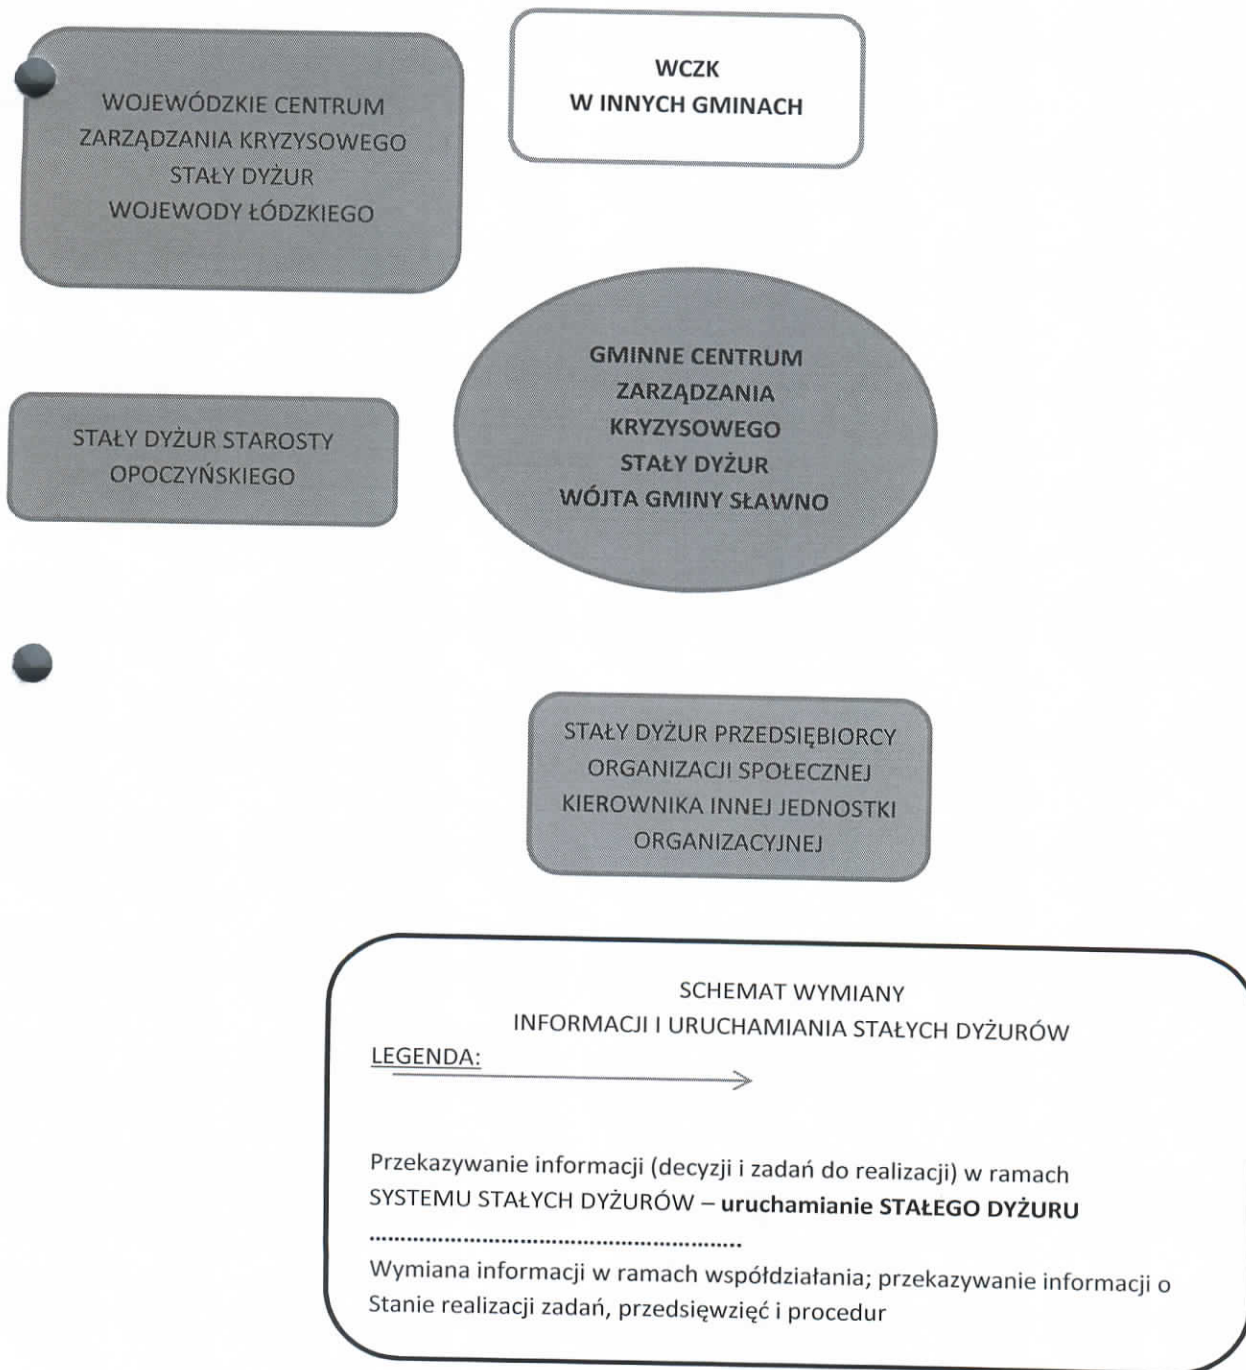 WOJEWÓDZKIE CENTRUM
ZARZĄDZANIA KRYZYSOWEGO
STAŁY DYŻUR
WOJEWODY ŁÓDZKIEGO
WCZK
W INNYCH GMINACH
GMINNE CENTRUM
ZARZĄDZANIA
KRYZYSOWEGO
STAŁY DYŻUR
WÓJTA GMINY SŁAWNO
STAŁY DYŻUR STAROSTY
OPOCZYŃSKIEGO
STAŁY DYŻUR PRZEDSIĘBIORCY
ORGANIZACJI SPOŁECZNEJ
KIEROWNIKA INNEJ JEDNOSTKI
ORGANIZACYJNEJ
SCHEMAT WYMIANY
INFORMACJI I URUCHAMIANIA STAŁYCH DYŻURÓW
LEGENDA:
Przekazywanie informacji (decyzji i zadań do realizacji) w ramach
SYSTEMU STAŁYCH DYŻURÓW – uruchamianie STAŁEGO DYŻURU
........................................................
Wymiana informacji w ramach współdziałania; przekazywanie informacji o
Stanie realizacji zadań, przedsięwzięć i procedur